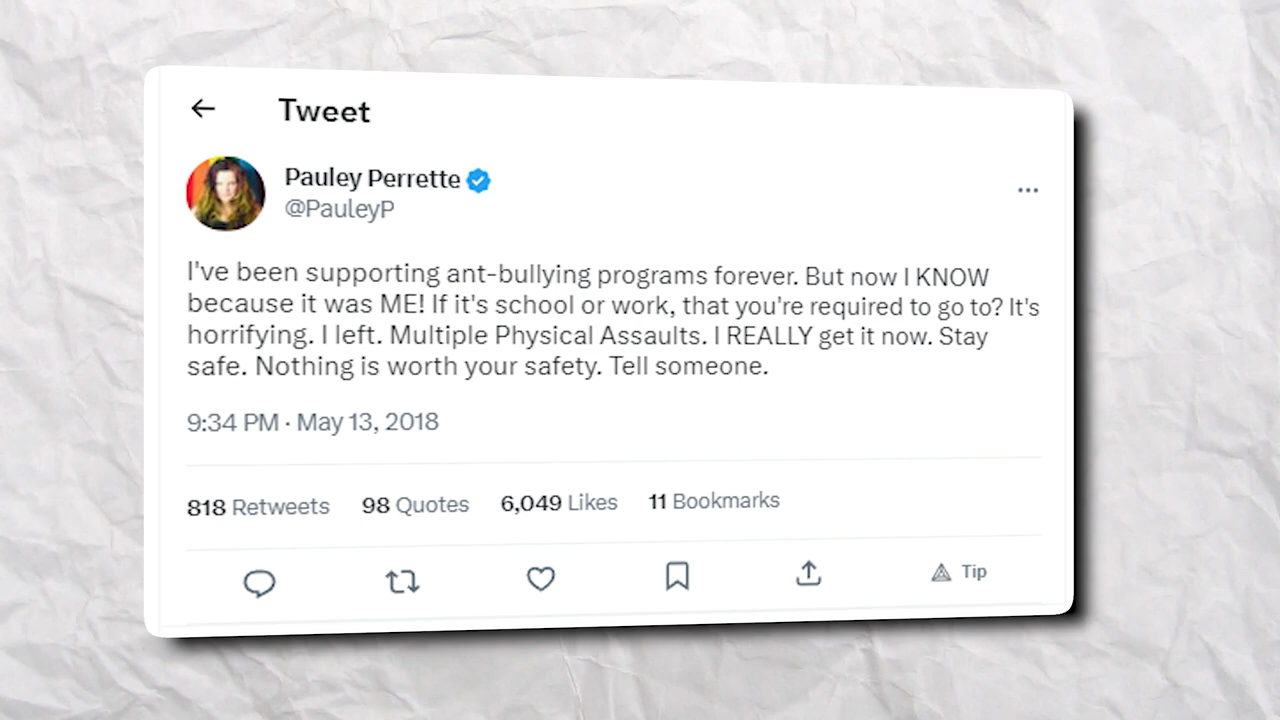 Tweet
Pauley Perrette
@PauleyP
I've been supporting ant-bullying programs forever. But now I KNOW
because it was ME! If it's school or work, that you're required to go to? It's
horrifying. I left. Multiple Physical Assaults. I REALLY get it now. Stay
safe. Nothing is worth your safety. Tell someone.
9:34 PM · May 13, 2018
818 Retweets 98 Quotes 6,049 Likes 11 Bookmarks
Tip